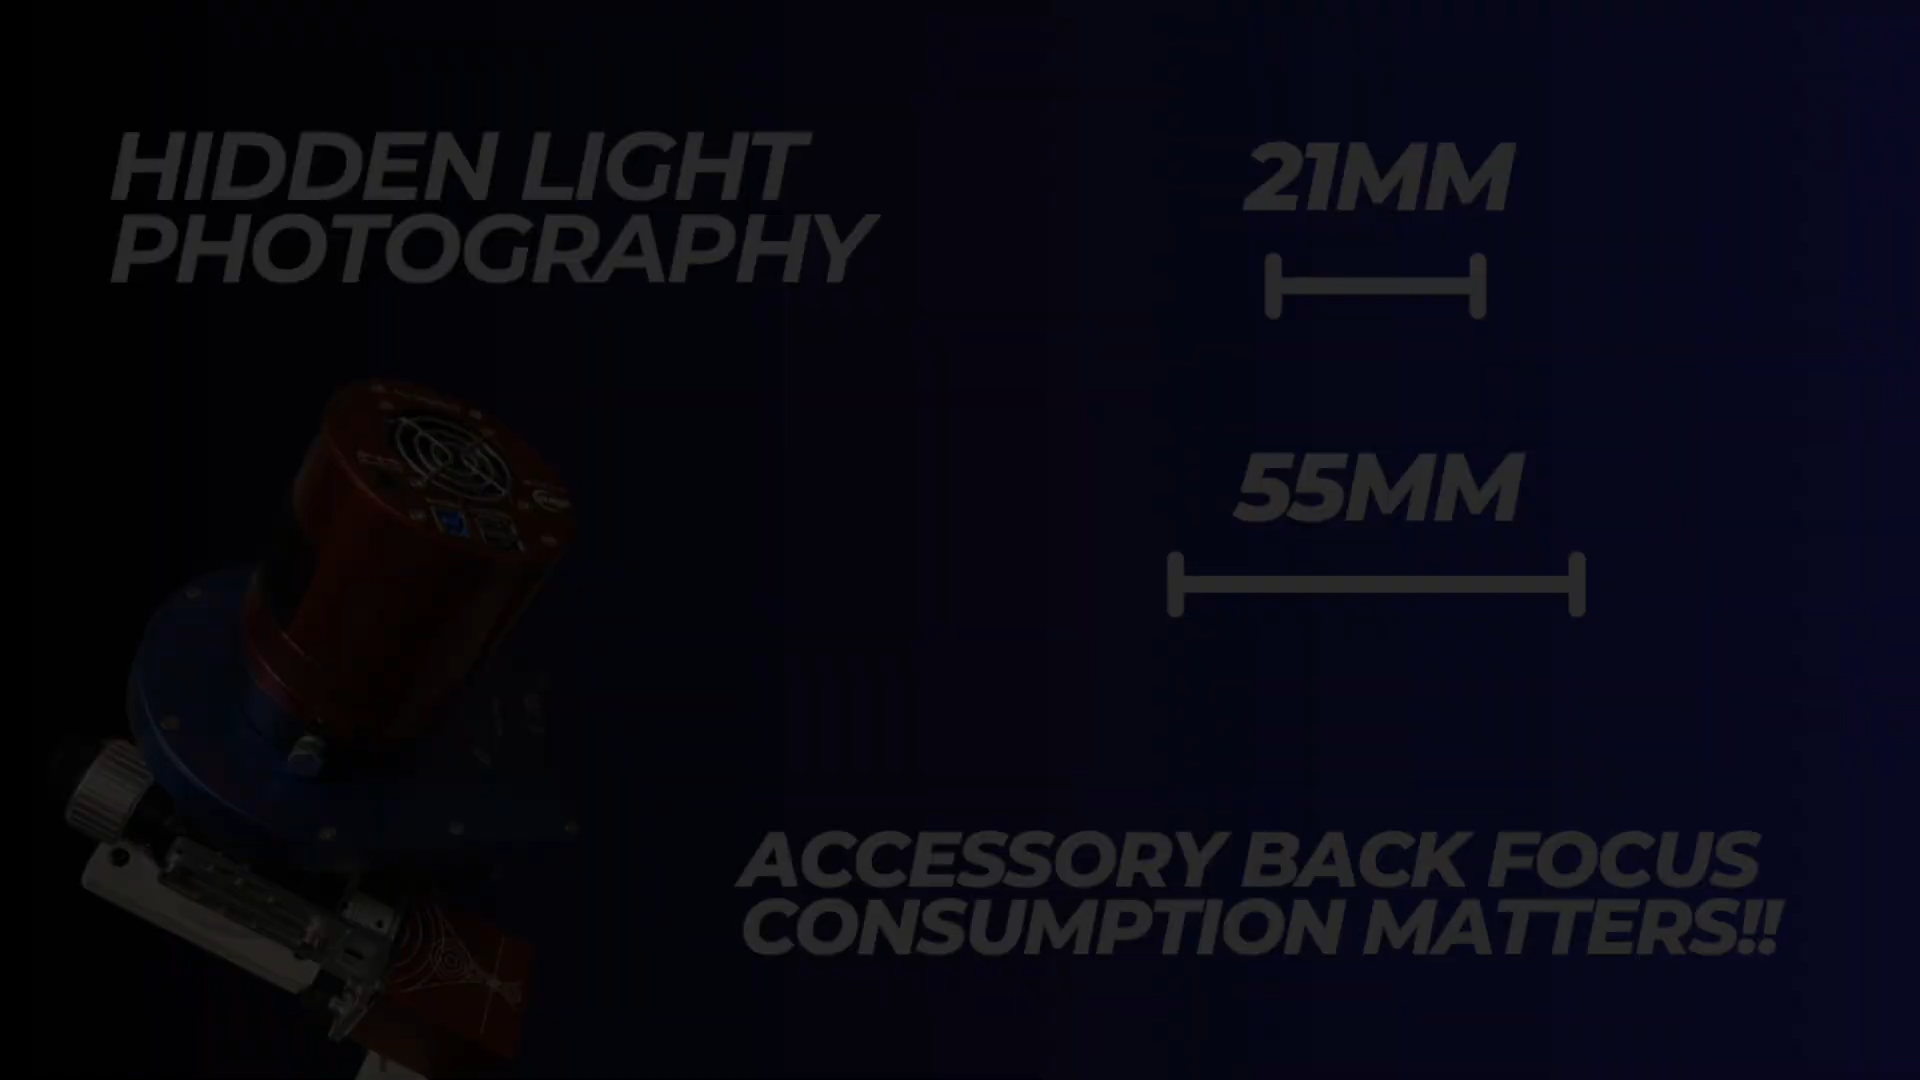 HIDDEN LIGHT
PHOTOGRAPHY
21MM
55MM
ACCESSORY BACK FOCUS
CONSUMPTION MATTERS!!